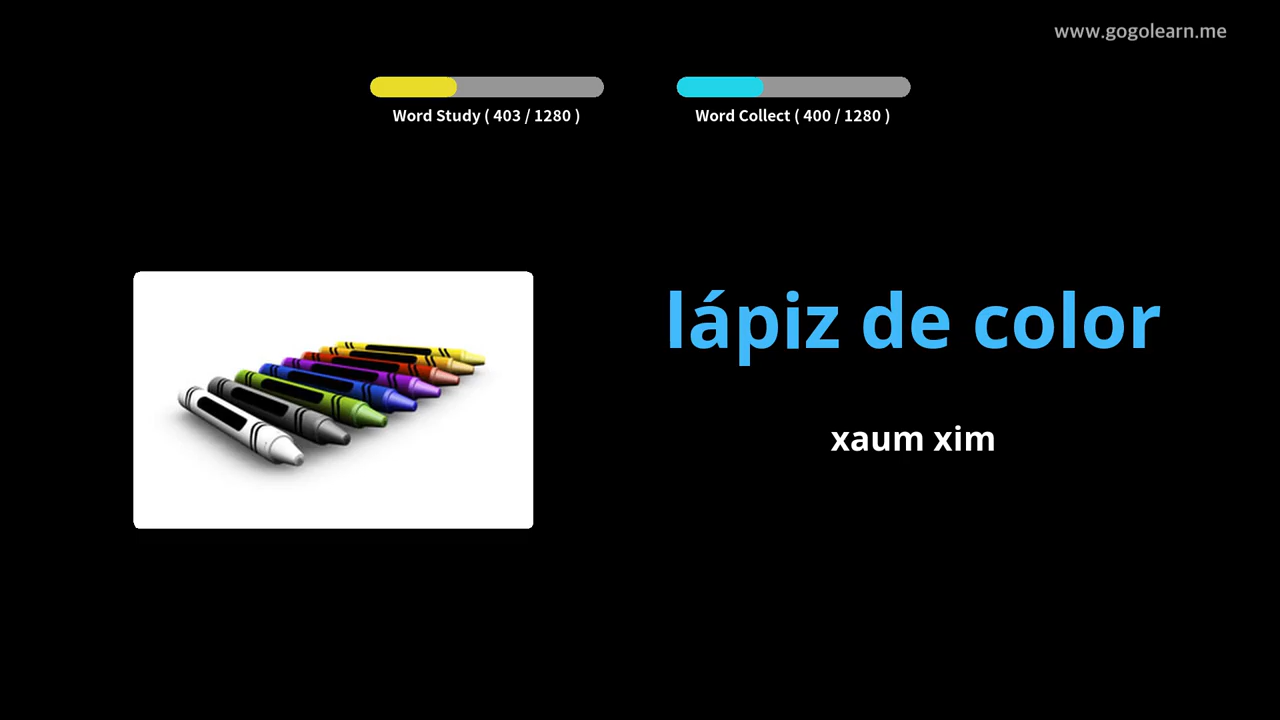 www.gogolearn.me
Word Study ( 403 / 1280 )
Word Collect ( 400 / 1280 )
lápiz de color
xaum xim